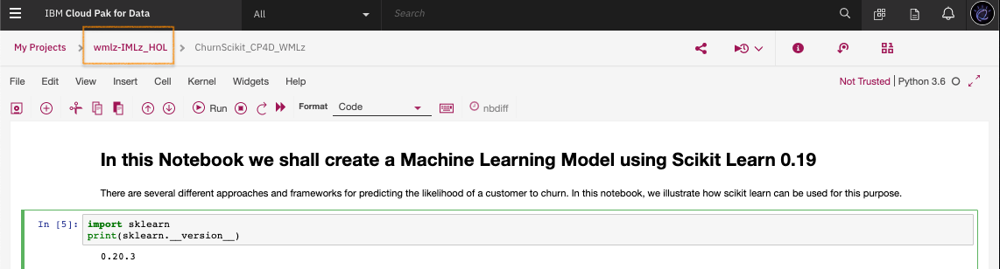 IBM Cloud Pak for Data All Search
My Projects > wmlz-IMLz_HOL > ChurnScikit_CP4D_WMLz
File Edit View Insert Cell Kernel Widgets Help Not Trusted | Python 3.6
Run Format Code nbdiff
In this Notebook we shall create a Machine Learning Model using Scikit Learn 0.19
There are several different approaches and frameworks for predicting the likelihood of a customer to churn. In this notebook, we illustrate how scikit learn can be used for this purpose.
In [5]: import sklearn
print(sklearn.__version__)
0.20.3